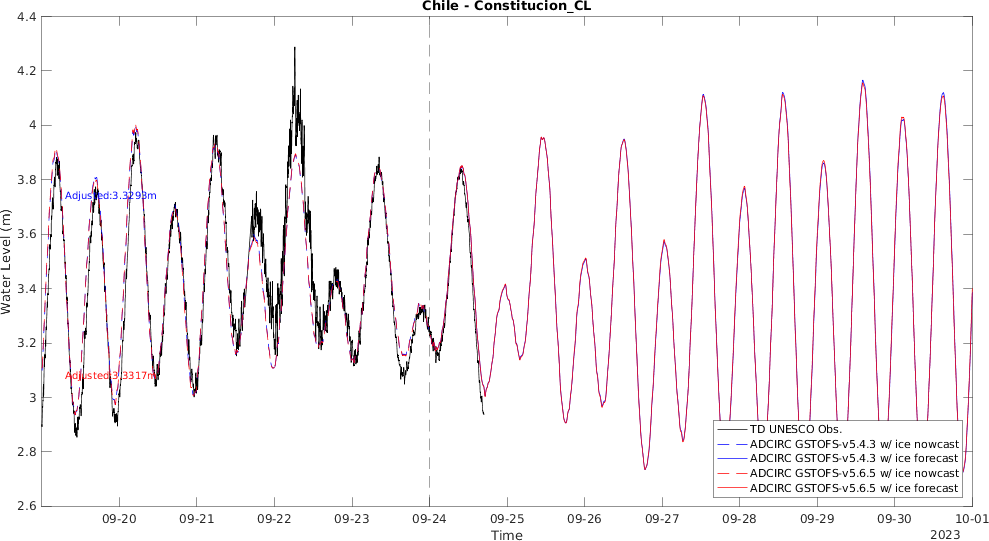 Chile - Constitucion_CL
4.4
4.2
4
3.8
3.6
3.4
3.2
3
2.8
2.6
Water Level (m)
Adjusted:3.3293m
Adjusted:3.3317m
TD UNESCO Obs.
ADCIRC GSTOFS-v5.4.3 w/ ice nowcast
ADCIRC GSTOFS-v5.4.3 w/ ice forecast
ADCIRC GSTOFS-v5.6.5 w/ ice nowcast
ADCIRC GSTOFS-v5.6.5 w/ ice forecast
09-20 09-21 09-22 09-23 09-24 09-25 09-26 09-27 09-28 09-29 09-30 10-01
Time
2023